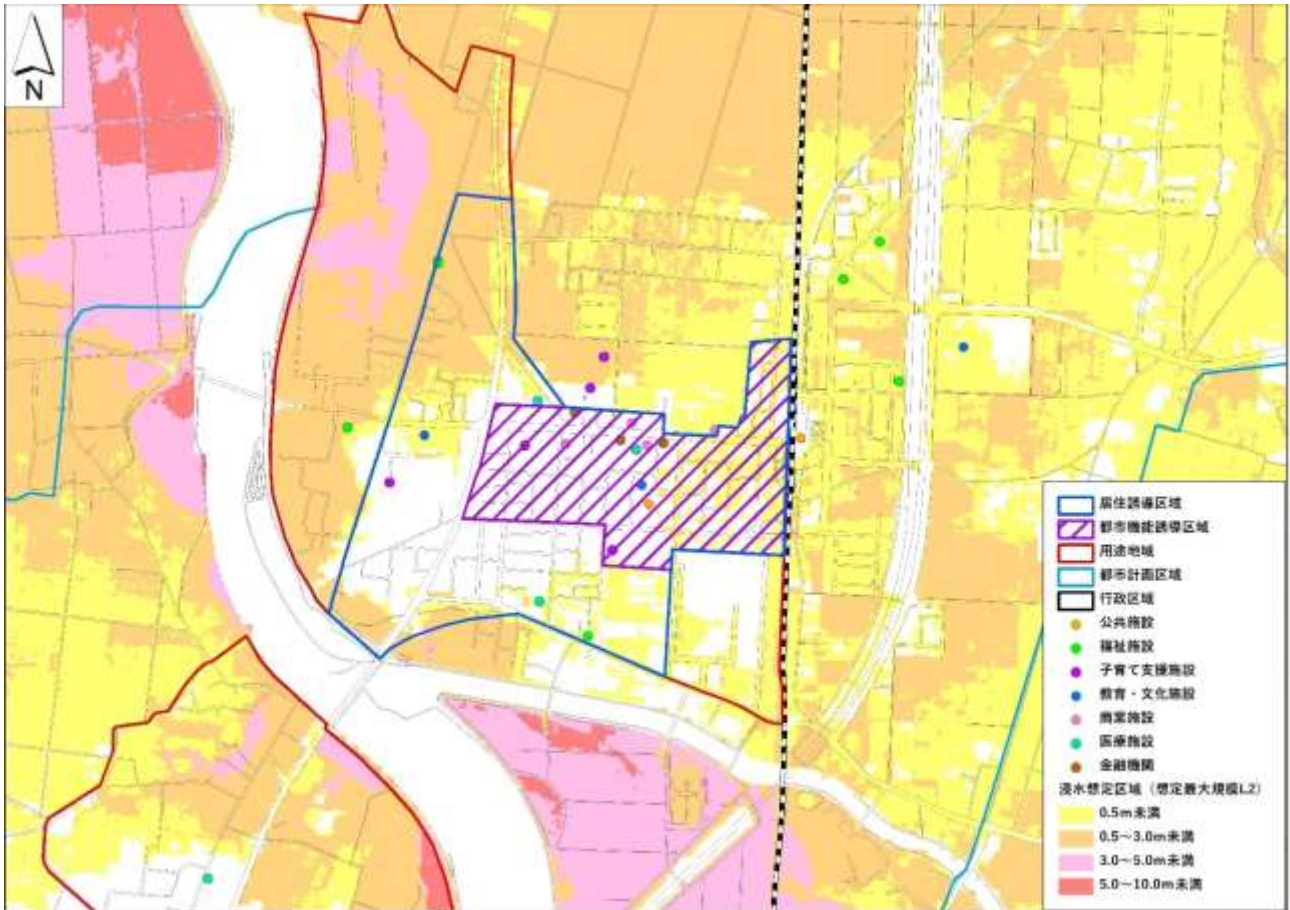 N
居住誘導区域
都市機能誘導区域
用途地域
都市計画区域
行政区域
公共施設
福祉施設
子育て支援施設
教育・文化施設
商業施設
医療施設
金融機関
浸水想定区域（想定最大規模L2）
0.5m未満
0.5～3.0m未満
3.0～5.0m未満
5.0～10.0m未満